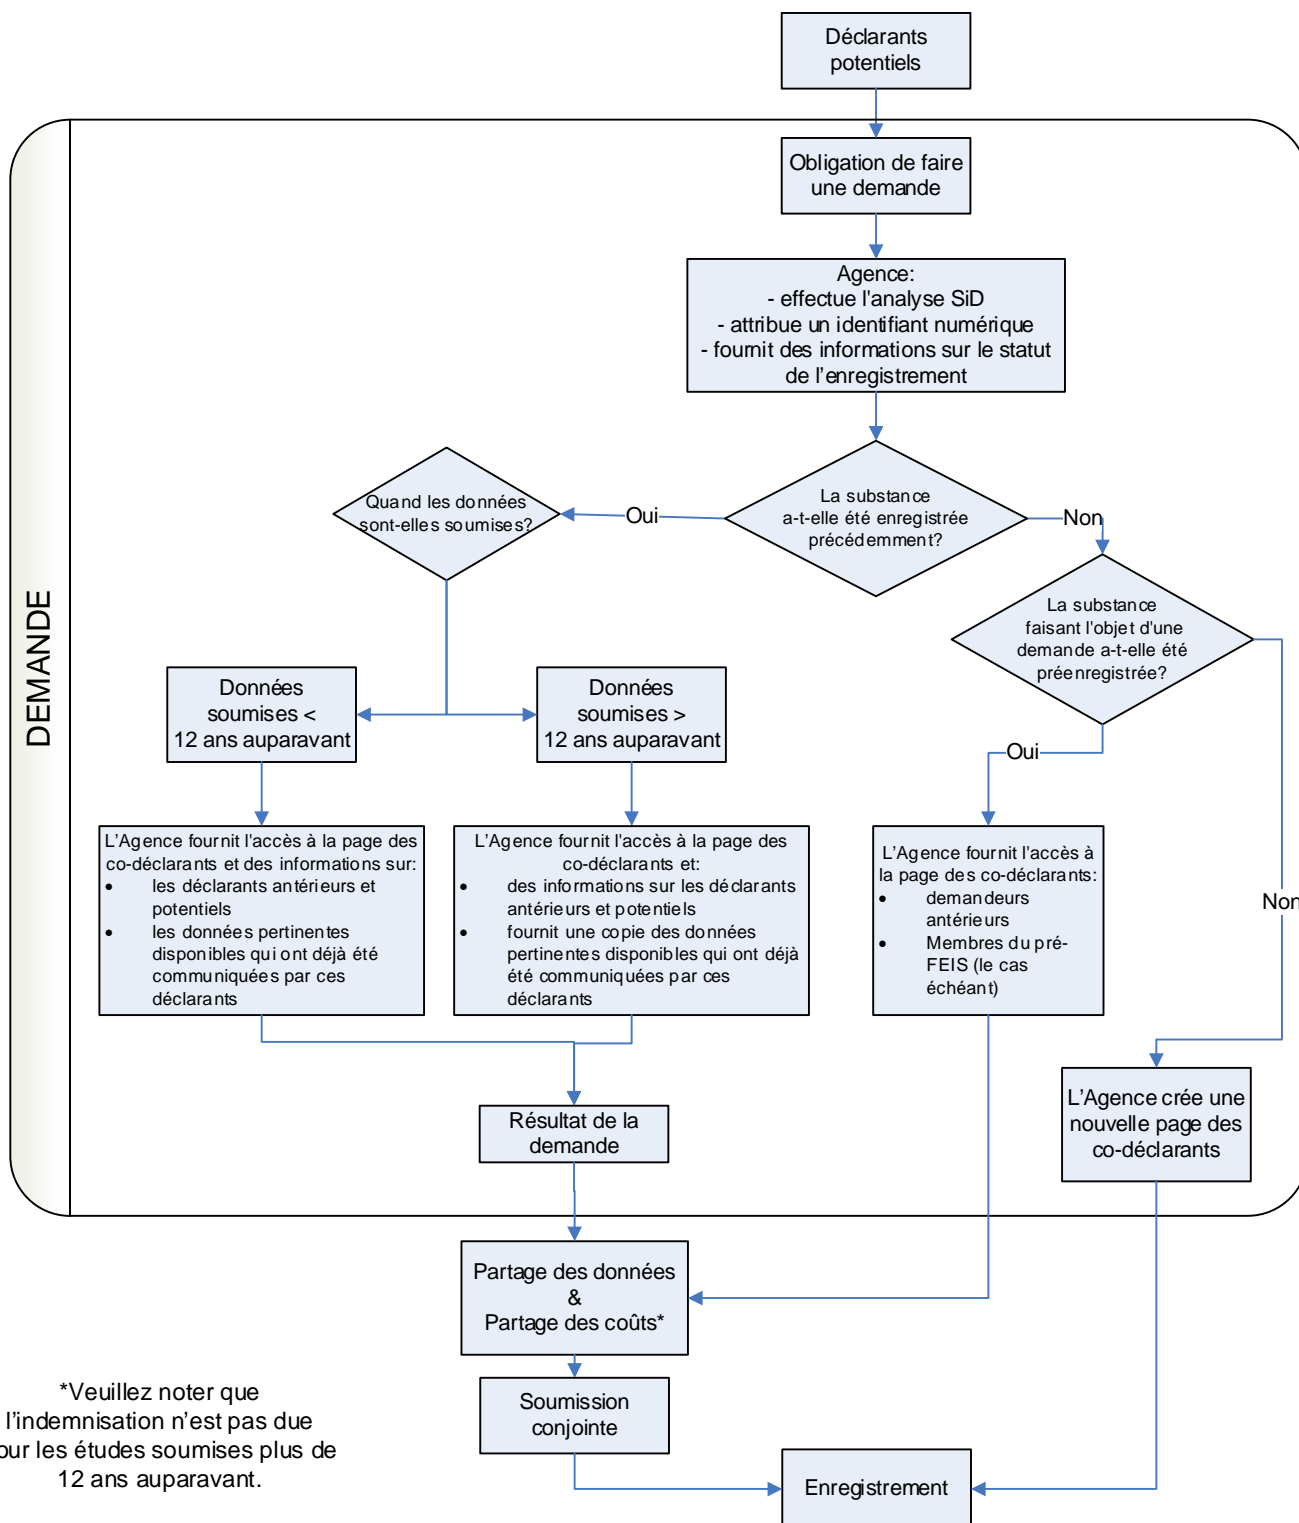 Déclarants
potentiels
DEMANDE
Obligation de faire
une demande
Agence:
- effectue l'analyse SiD
- attribue un identifiant numérique
- fournit des informations sur le statut
de l’enregistrement
La substance
a-t-elle été enregistrée
précédemment?
Oui
Non
Quand les données
sont-elles soumises?
La substance
faisant l'objet d'une
demande a-t-elle été
préenregistrée?
Données
soumises <
12 ans auparavant
Données
soumises >
12 ans auparavant
Oui
Non
L’Agence fournit l'accès à la page des
co-déclarants et des informations sur:
• les déclarants antérieurs et
potentiels
• les données pertinentes
disponibles qui ont déjà été
communiquées par ces
déclarants
L’Agence fournit l'accès à la page des
co-déclarants et:
• des informations sur les déclarants
antérieurs et potentiels
• fournit une copie des données
pertinentes disponibles qui ont déjà
été communiquées par ces
déclarants
L’Agence fournit l'accès à
la page des co-déclarants:
• demandeurs
antérieurs
• Membres du pré-
FEIS (le cas
échéant)
Résultat de la
demande
L’Agence crée une
nouvelle page des
co-déclarants
Partage des données
&
Partage des coûts*
Soumission
conjointe
Enregistrement
*Veuillez noter que
l’indemnisation n’est pas due
our les études soumises plus de
12 ans auparavant.